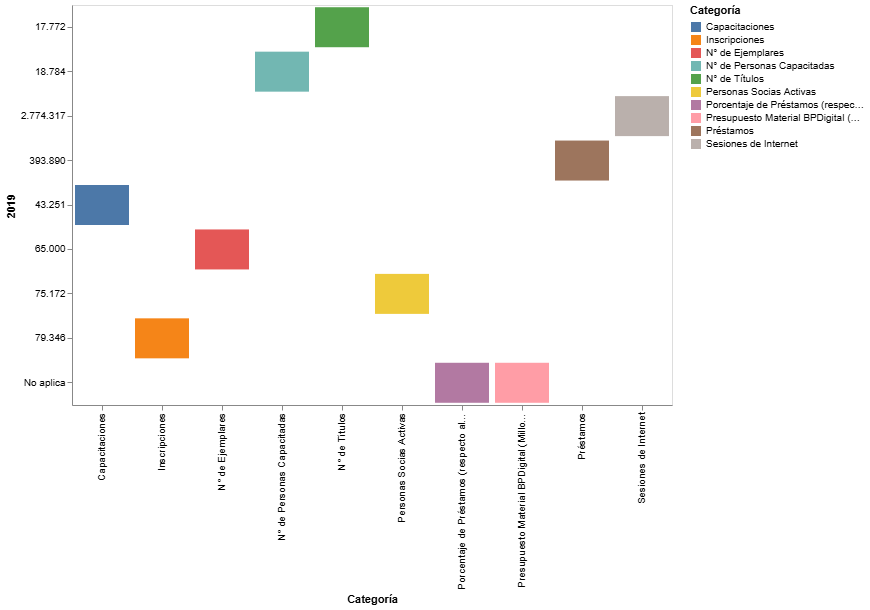 17.772
18.784
2.774.317
393.890
43.251
65.000
75.172
79.346
No aplica
2019
Capacitaciones
Inscripciones
N° de Ejemplares
N° de Personas Capacitadas
N° de Títulos
Personas Socias Activas
Porcentaje de Préstamos (respecto al…
Presupuesto Material BPDigital (Millo…
Préstamos
Sesiones de Internet
Categoría
Categoría
Capacitaciones
Inscripciones
N° de Ejemplares
N° de Personas Capacitadas
N° de Títulos
Personas Socias Activas
Porcentaje de Préstamos (respec…
Presupuesto Material BPDigital (…
Préstamos
Sesiones de Internet